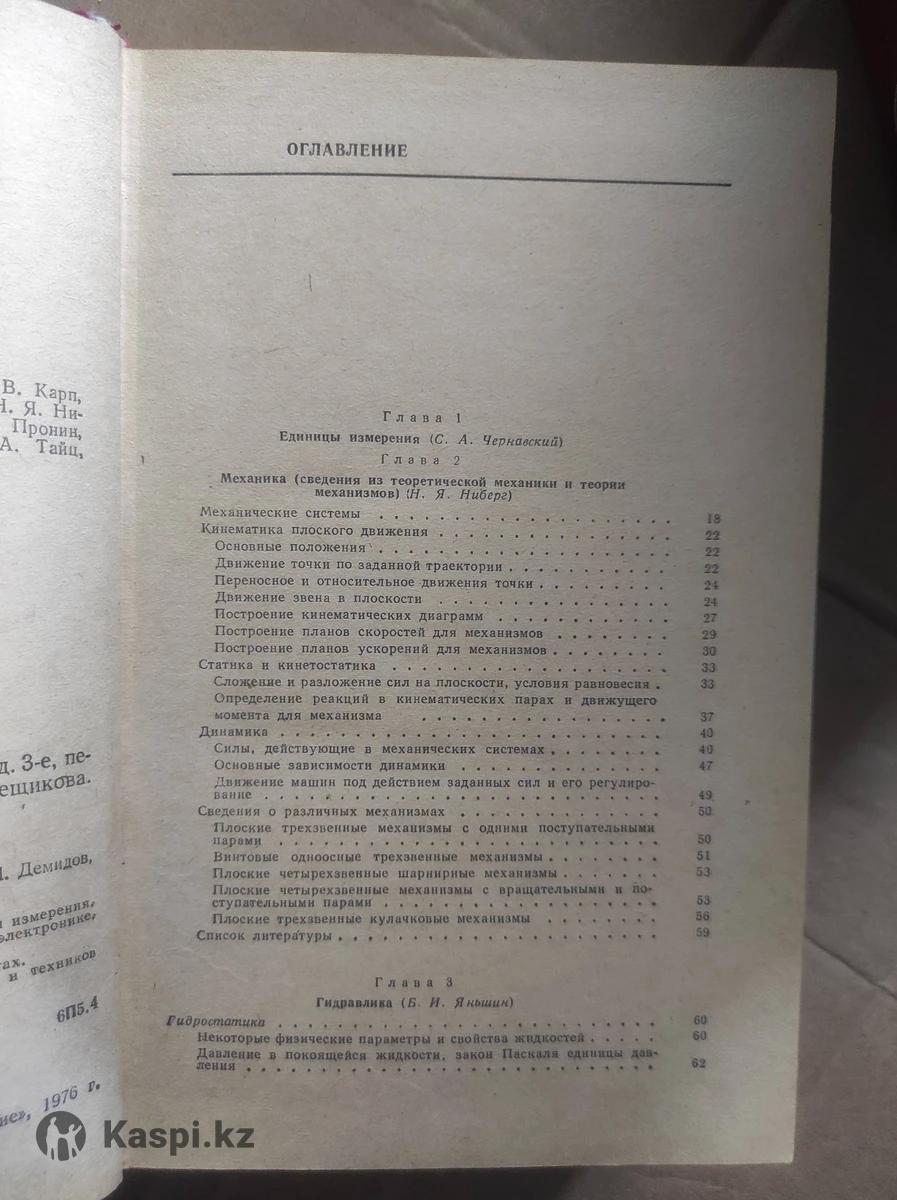 В. Карп,
Н. Я. Ни-
Пронин,
А. Тайц,
д. 3-е, пе-
ещикова.
Демидов,
измерения,
электронике,
и техников
6П5.4
1976 г.
ОГЛАВЛЕНИЕ
Глава 1
Единицы измерения (С. А. Чернавский)
Глава 2
Механика (сведения из теоретической механики и теории
механизмов) (Н. Я. Ниберг)
Механические системы . . . . . . . . . . . . . . . . . . 18
Кинематика плоского движения . . . . . . . . . . . . . . 22
Основные положения . . . . . . . . . . . . . . . . . . 22
Движение точки по заданной траектории . . . . . . . . . . 22
Переносное и относительное движения точки . . . . . . . . 24
Движение звена в плоскости . . . . . . . . . . . . . . 24
Построение кинематических диаграмм . . . . . . . . . . . 27
Построение планов скоростей для механизмов . . . . . . . 29
Построение планов ускорений для механизмов . . . . . . . 30
Статика и кинетостатика . . . . . . . . . . . . . . . . . 33
Сложение и разложение сил на плоскости, условия равновесия . 33
Определение реакций в кинематических парах и движущего
момента для механизма . . . . . . . . . . . . . . . 37
Динамика . . . . . . . . . . . . . . . . . . . . . . . . 40
Силы, действующие в механических системах . . . . . . . 40
Основные зависимости динамики . . . . . . . . . . . . . 47
Движение машин под действием заданных сил и его регулиро-
вание . . . . . . . . . . . . . . . . . . . . . . . . 49
Сведения о различных механизмах . . . . . . . . . . . . 50
Плоские трехзвенные механизмы с одними поступательными
парами . . . . . . . . . . . . . . . . . . . . . . . 50
Винтовые одноосные трехзвенные механизмы . . . . . . . 51
Плоские четырехзвенные шарнирные механизмы . . . . . . 53
Плоские четырехзвенные механизмы с вращательными и по-
ступательными парами . . . . . . . . . . . . . . . . . 53
Плоские трехзвенные кулачковые механизмы . . . . . . . 56
Список литературы . . . . . . . . . . . . . . . . . . . . 59
Глава 3
Гидравлика (Б. И. Яньшин)
Гидростатика . . . . . . . . . . . . . . . . . . . . . . . 60
Некоторые физические параметры и свойства жидкостей . . . . . 60
Давление в покоящейся жидкости, закон Паскаля единицы дав-
ления . . . . . . . . . . . . . . . . . . . . . . . . . 62
Kaspi.kz